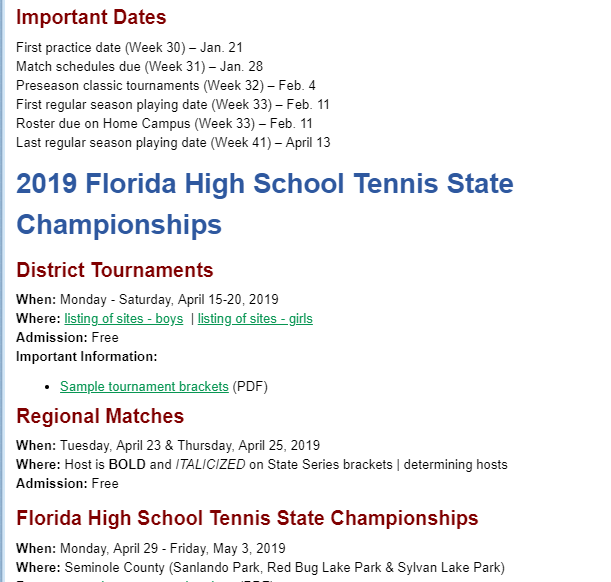 Important Dates
First practice date (Week 30) – Jan. 21
Match schedules due (Week 31) – Jan. 28
Preseason classic tournaments (Week 32) – Feb. 4
First regular season playing date (Week 33) – Feb. 11
Roster due on Home Campus (Week 33) – Feb. 11
Last regular season playing date (Week 41) – April 13
2019 Florida High School Tennis State
Championships
District Tournaments
When: Monday - Saturday, April 15-20, 2019
Where: listing of sites - boys | listing of sites - girls
Admission: Free
Important Information:
• Sample tournament brackets (PDF)
Regional Matches
When: Tuesday, April 23 & Thursday, April 25, 2019
Where: Host is BOLD and ITALICIZED on State Series brackets | determining hosts
Admission: Free
Florida High School Tennis State Championships
When: Monday, April 29 - Friday, May 3, 2019
Where: Seminole County (Sanlando Park, Red Bug Lake Park & Sylvan Lake Park)